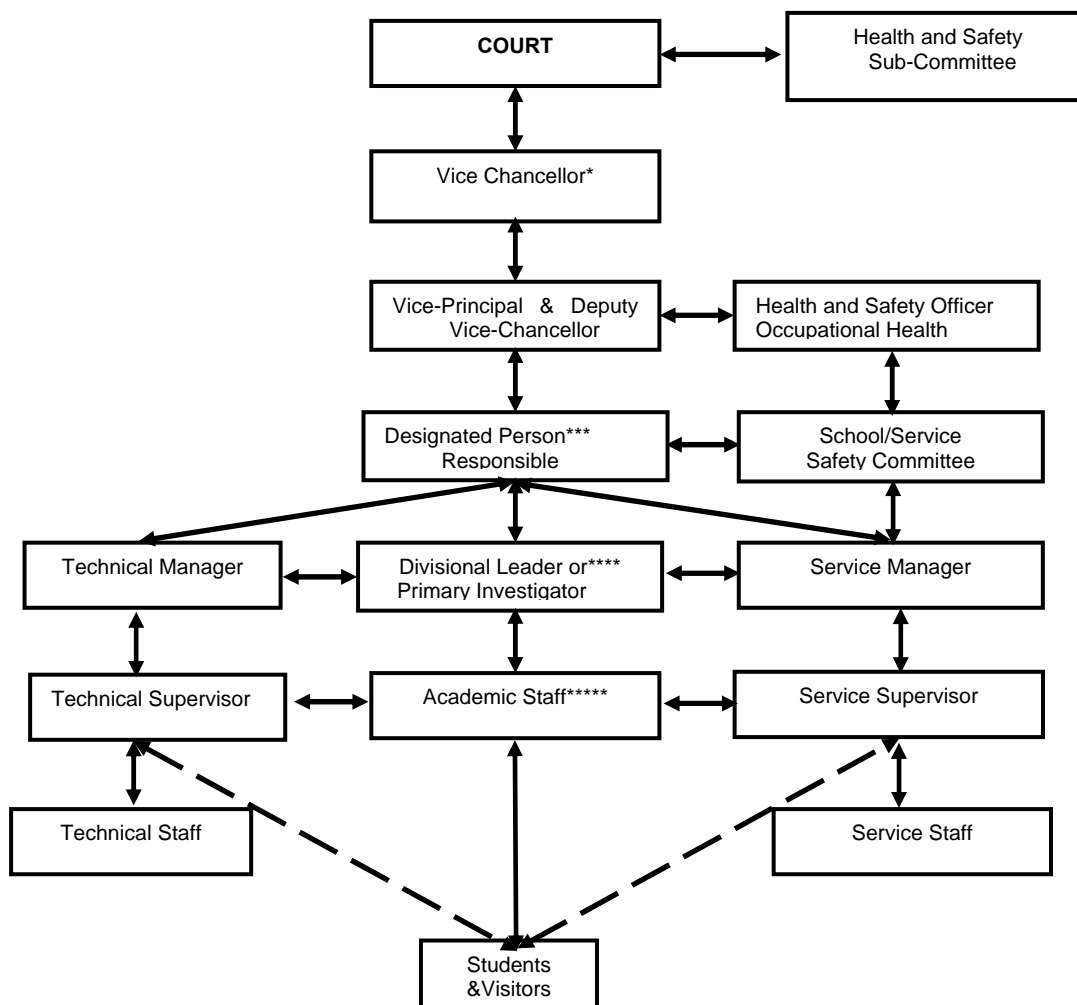 COURT
Health and Safety
Sub-Committee
Vice Chancellor*
Vice-Principal & Deputy
Vice-Chancellor
Health and Safety Officer
Occupational Health
Designated Person***
Responsible
School/Service
Safety Committee
Technical Manager
Divisional Leader or****
Primary Investigator
Service Manager
Technical Supervisor
Academic Staff*****
Service Supervisor
Technical Staff
Service Staff
Students
&Visitors